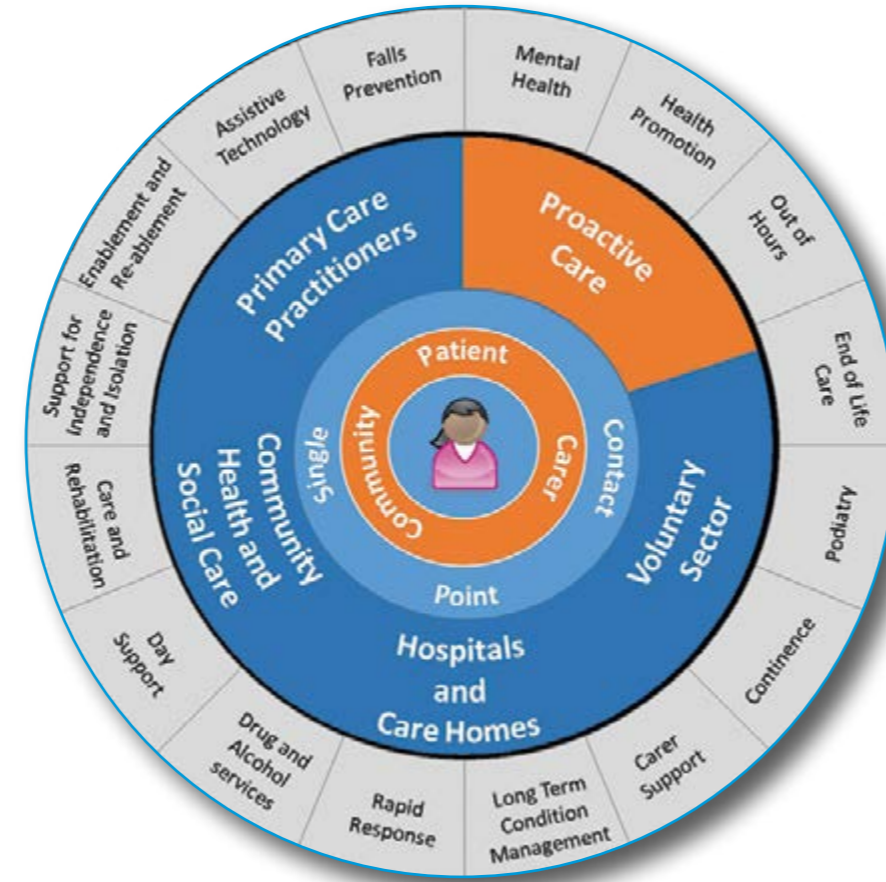 Falls
Prevention
Mental
Health
Health
Promotion
Out of
Hours
End of Life
Care
Podiatry
Continence
Carer
Support
Long Term
Condition
Management
Rapid
Response
Drug and
Alcohol
services
Day
Support
Care and
Rehabilitation
Support for
Independence
and Isolation
Enablement and
Re-ablement
Assistive
Technology
Primary Care
Practitioners
Proactive
Care
Voluntary
Sector
Hospitals
and
Care Homes
Community
Health and
Social Care
Single
Point
Contact
Patient
Carer
Community